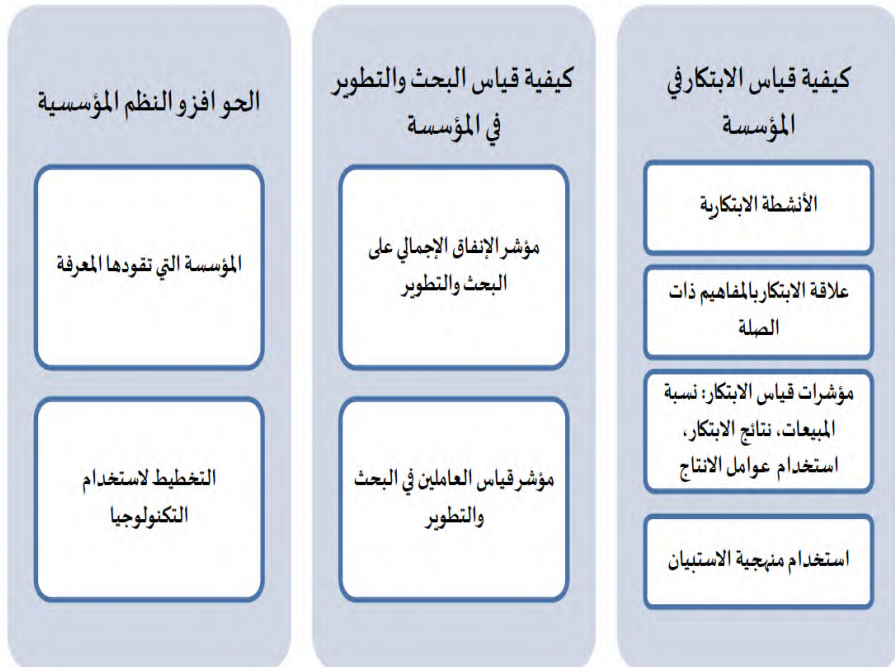 كيفية قياس الابتكار في
المؤسسة
الأنشطة الابتكارية
علاقة الابتكار بالمفاهيم ذات
الصلة
مؤشرات قياس الابتكار: نسبة
المبيعات، نتائج الابتكار،
استخدام عوامل الانتاج
استخدام منهجية الاستبيان
كيفية قياس البحث والتطوير
في المؤسسة
مؤشر الإنفاق الإجمالي على
البحث والتطوير
مؤشر قياس العاملين في البحث
والتطوير
الحوافز و النظم المؤسسية
المؤسسة التي تقودها المعرفة
التخطيط لاستخدام
التكنولوجيا